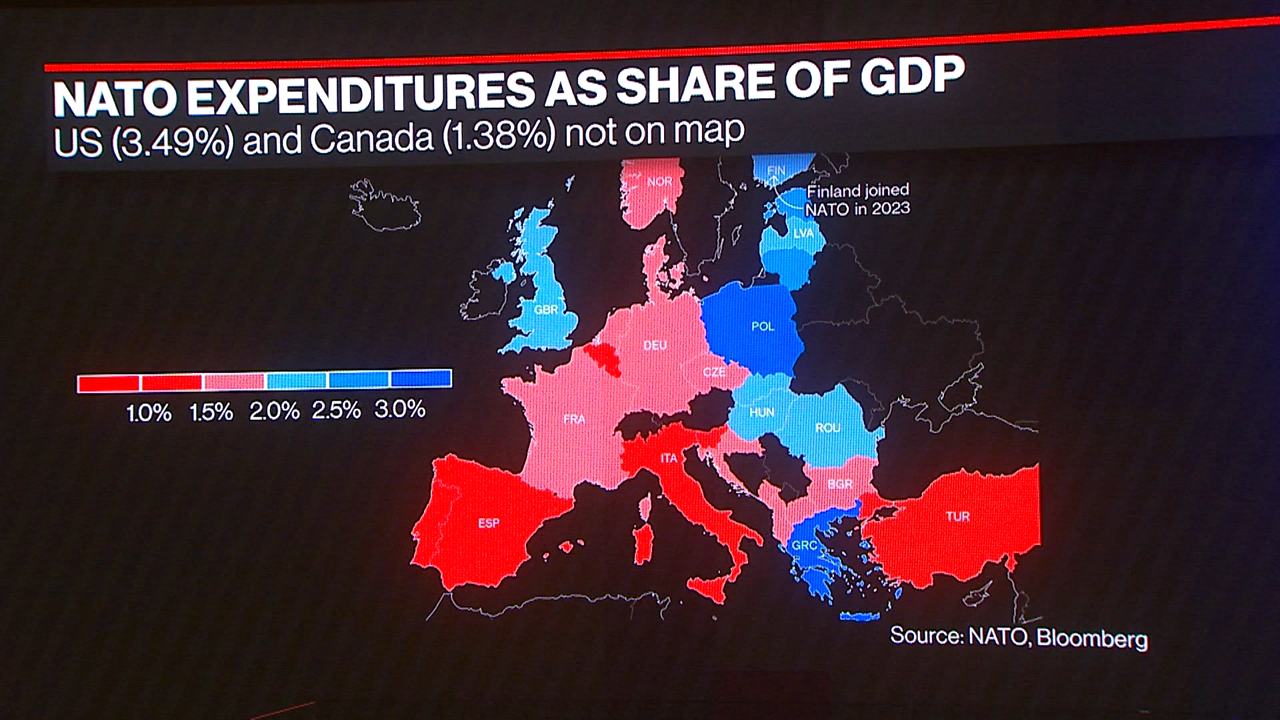 NATO EXPENDITURES AS SHARE OF GDP
US (3.49%) and Canada (1.38%) not on map
NOR
FIN
Finland joined
NATO in 2023
LVA
GBR
POL
DEU
CZE
1.0% 1.5% 2.0% 2.5% 3.0%
FRA
HUN
ROU
ITA
BGR
ESP
TUR
GRC
Source: NATO, Bloomberg